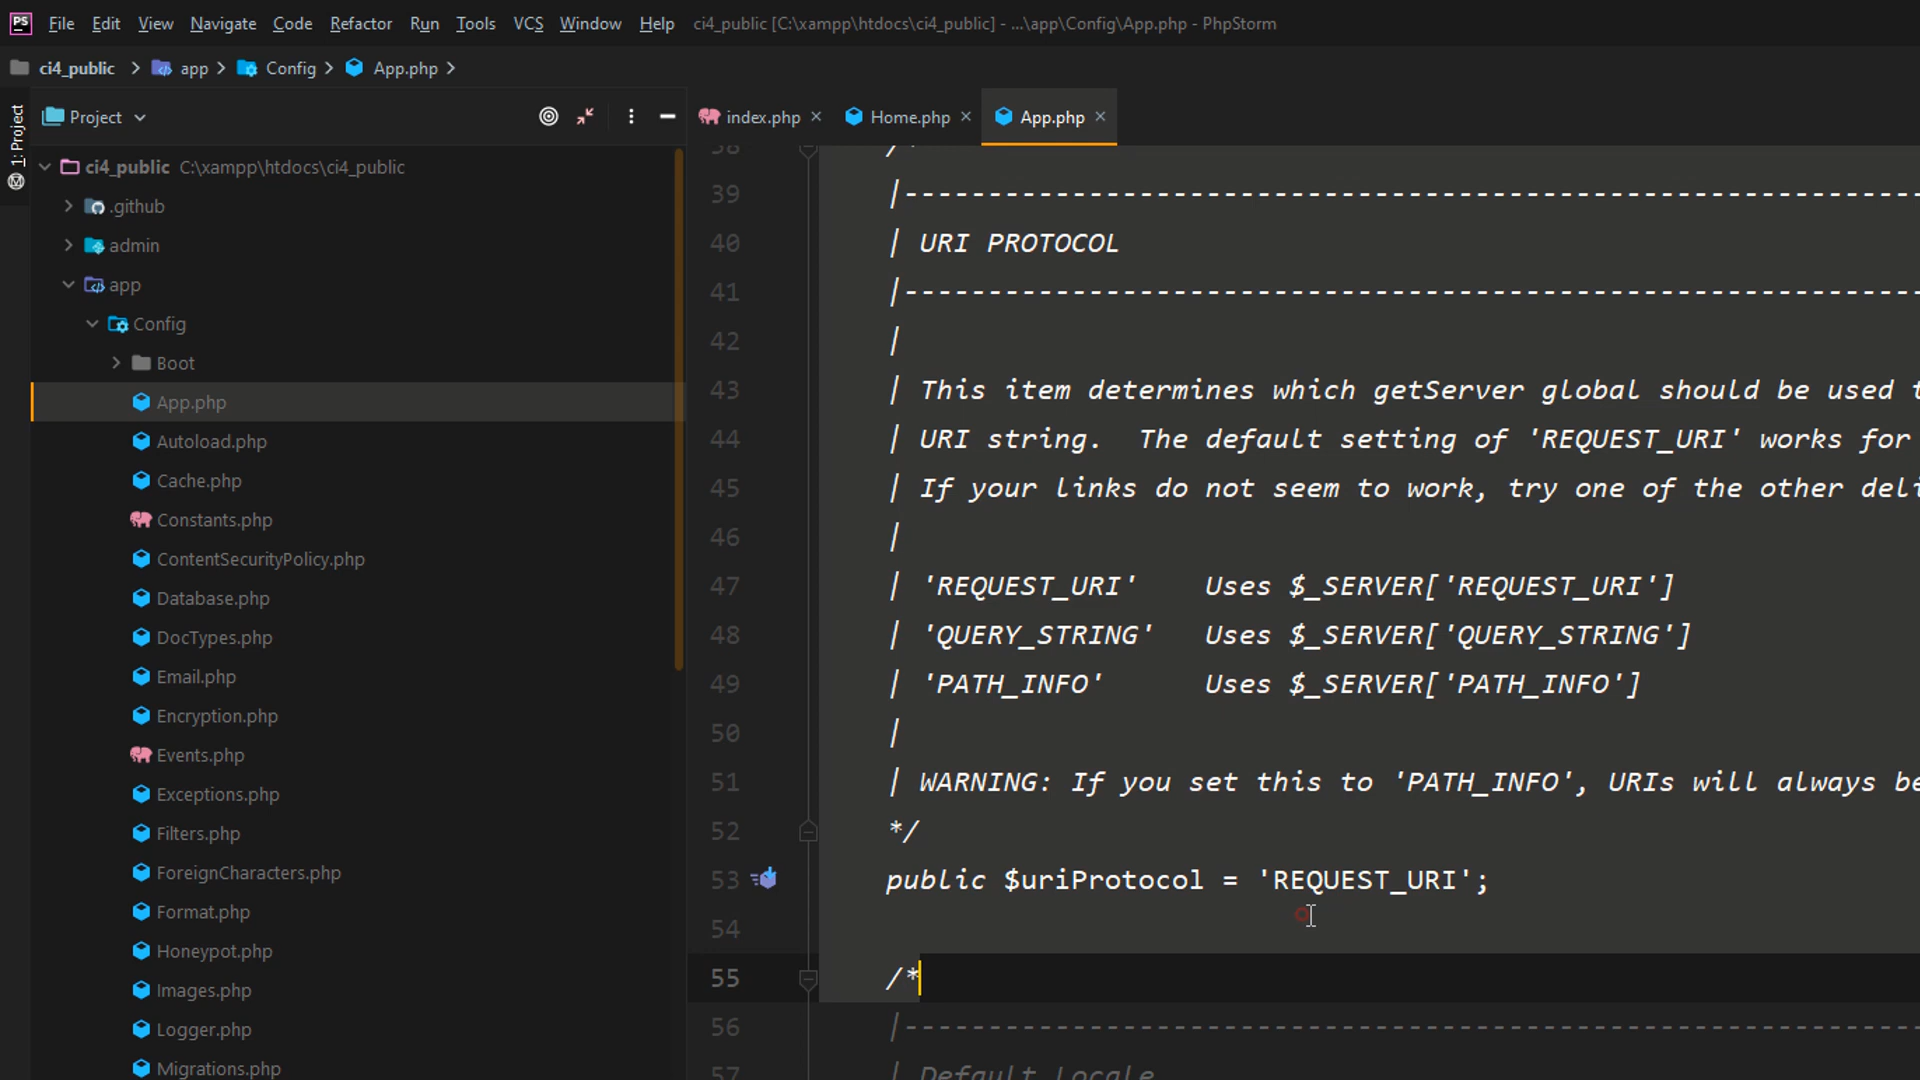 PS File Edit View Navigate Code Refactor Run Tools VCS Window Help ci4_public [C:\xampp\htdocs\ci4_public] - ...\app\Config\App.php - PhpStorm
ci4_public app Config App.php
1: Project
Project
index.php Home.php App.php
ci4_public C:\xampp\htdocs\ci4_public
.github
admin
app
Config
Boot
App.php
Autoload.php
Cache.php
Constants.php
ContentSecurityPolicy.php
Database.php
DocTypes.php
Email.php
Encryption.php
Events.php
Exceptions.php
Filters.php
ForeignCharacters.php
Format.php
Honeypot.php
Images.php
Logger.php
Migrations.php
38 /*
39 |--------------------------------------------------------------
40 | URI PROTOCOL
41 |--------------------------------------------------------------
42 |
43 | This item determines which getServer global should be used
44 | URI string.  The default setting of 'REQUEST_URI' works for
45 | If your links do not seem to work, try one of the other
46 |
47 | 'REQUEST_URI'    Uses $_SERVER['REQUEST_URI']
48 | 'QUERY_STRING'   Uses $_SERVER['QUERY_STRING']
49 | 'PATH_INFO'      Uses $_SERVER['PATH_INFO']
50 |
51 | WARNING: If you set this to 'PATH_INFO', URIs will always be
52 */
53 public $uriProtocol = 'REQUEST_URI';
54
55 /*
56 |--------------------------------------------------------------
57 | Default Locale